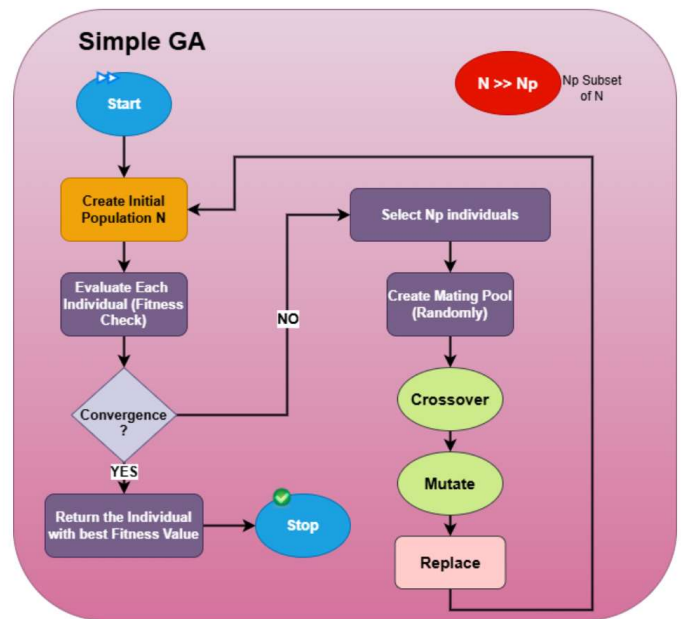 Simple GA
N >> Np
Np Subset
of N
Start
Create Initial
Population N
Select Np individuals
Evaluate Each
Individual (Fitness
Check)
Create Mating Pool
(Randomly)
NO
Convergence
?
Crossover
YES
Mutate
Return the Individual
with best Fitness Value
Stop
Replace